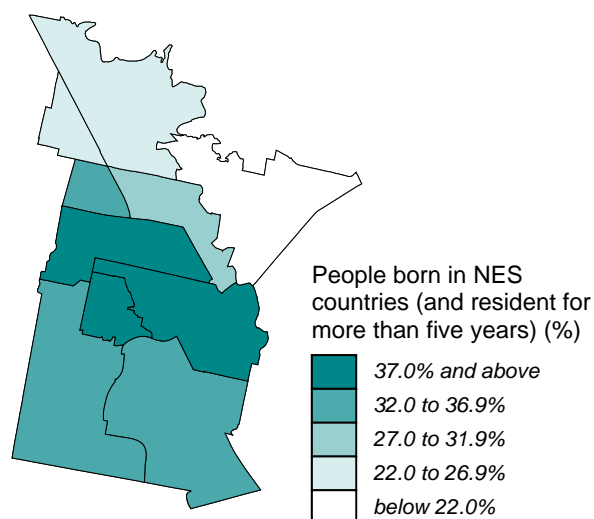 People born in NES
countries (and resident for
more than five years) (%)
37.0% and above
32.0 to 36.9%
27.0 to 31.9%
22.0 to 26.9%
below 22.0%